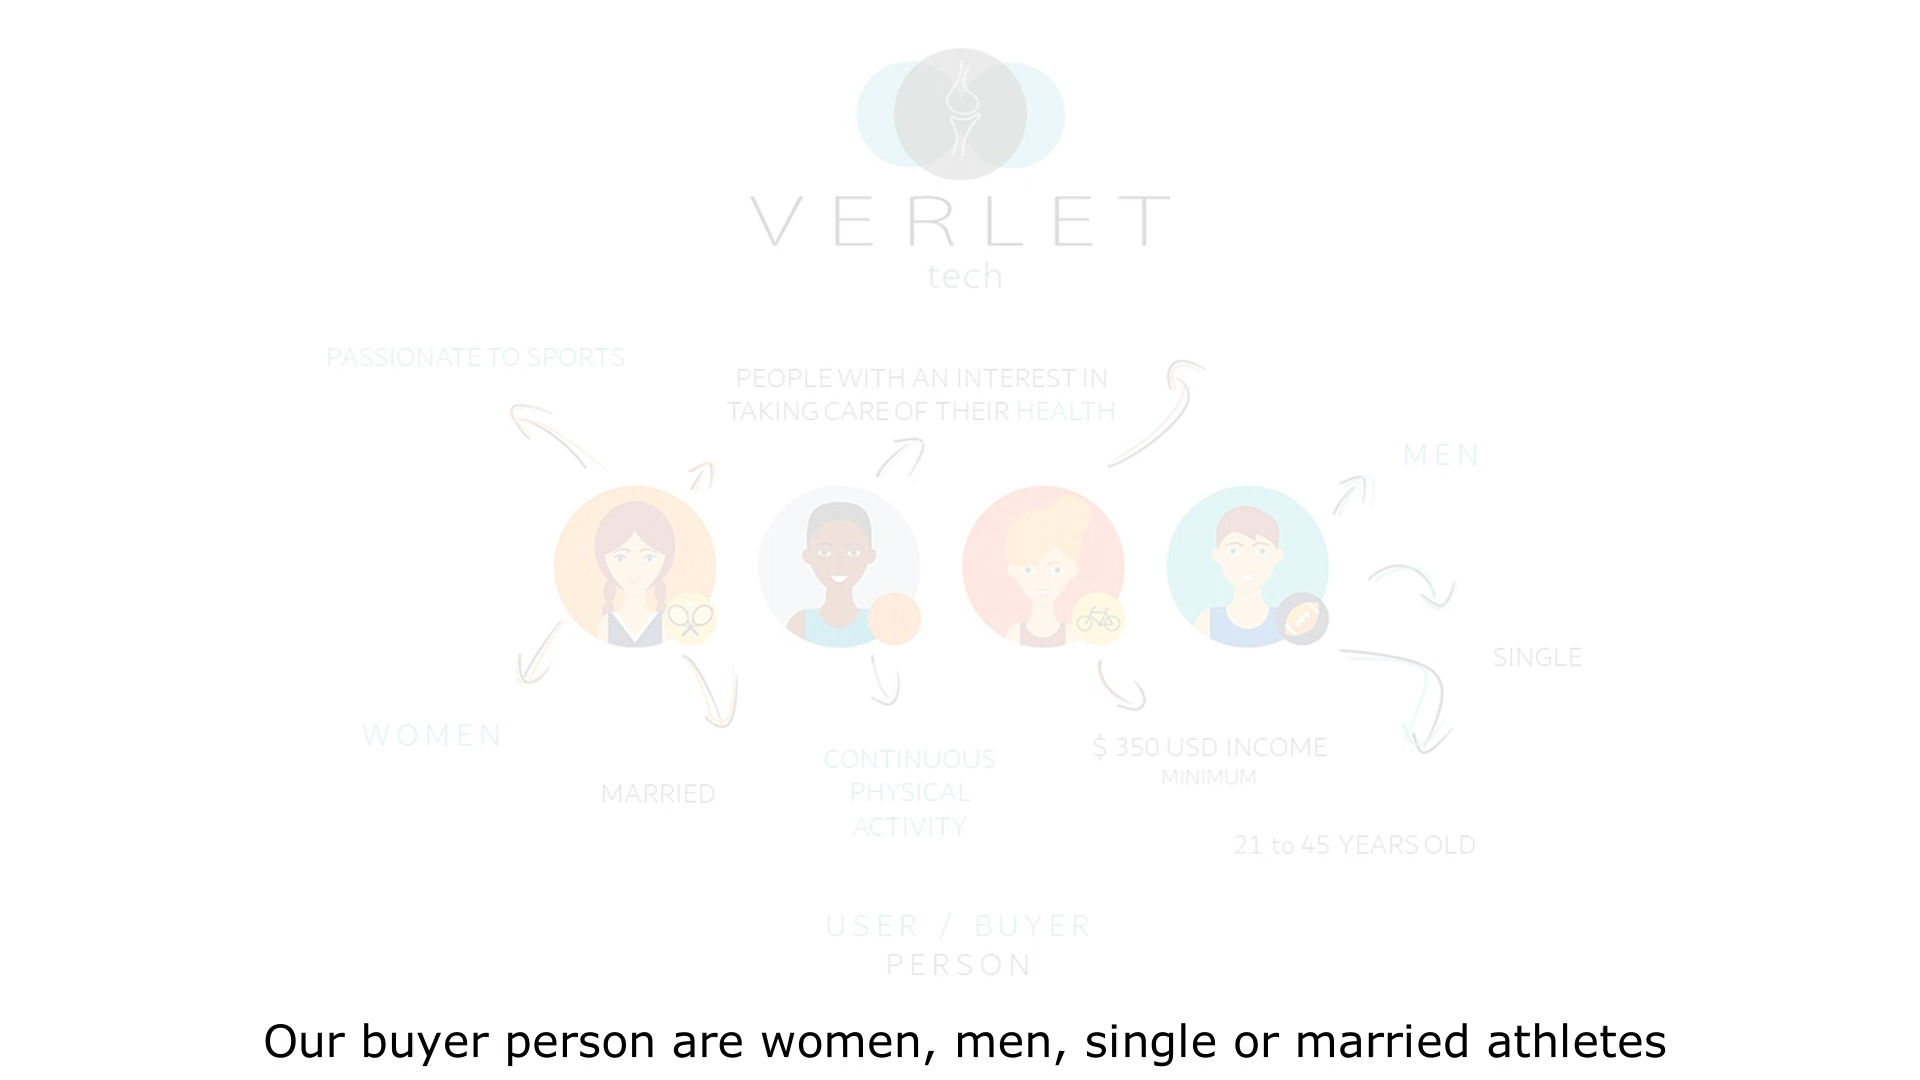 VERLET
tech
PASSIONATE TO SPORTS
PEOPLE WITH AN INTEREST IN
TAKING CARE OF THEIR HEALTH
MEN
SINGLE
WOMEN
MARRIED
CONTINUOUS
PHYSICAL
ACTIVITY
$ 350 USD INCOME
MINIMUM
21 to 45 YEARS OLD
USER / BUYER
PERSON
Our buyer person are women, men, single or married athletes